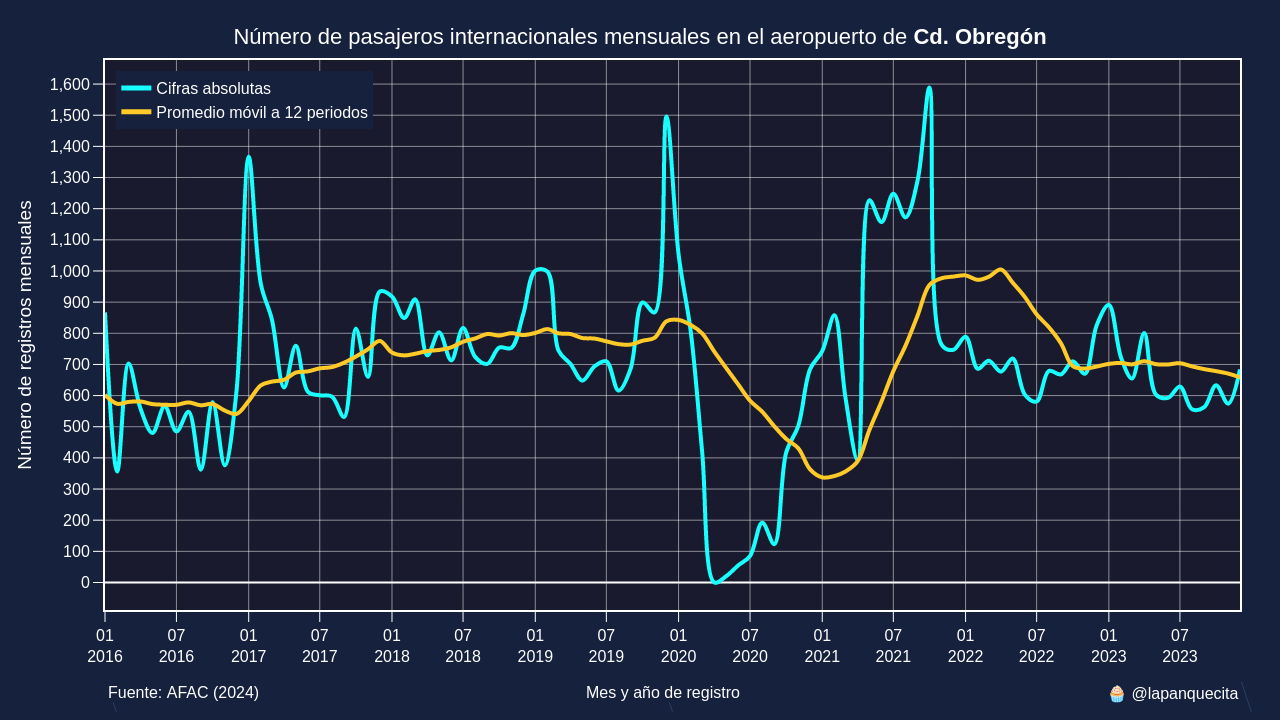 Número de pasajeros internacionales mensuales en el aeropuerto de Cd. Obregón
Cifras absolutas
Promedio móvil a 12 periodos
Número de registros mensuales
1,600
1,500
1,400
1,300
1,200
1,100
1,000
900
800
700
600
500
400
300
200
100
0
01 07 01 07 01 07 01 07 01 07 01 07 01 07 01 07
2016 2016 2017 2017 2018 2018 2019 2019 2020 2020 2021 2021 2022 2022 2023 2023
Fuente: AFAC (2024)
Mes y año de registro
🧁 @lapanquecita